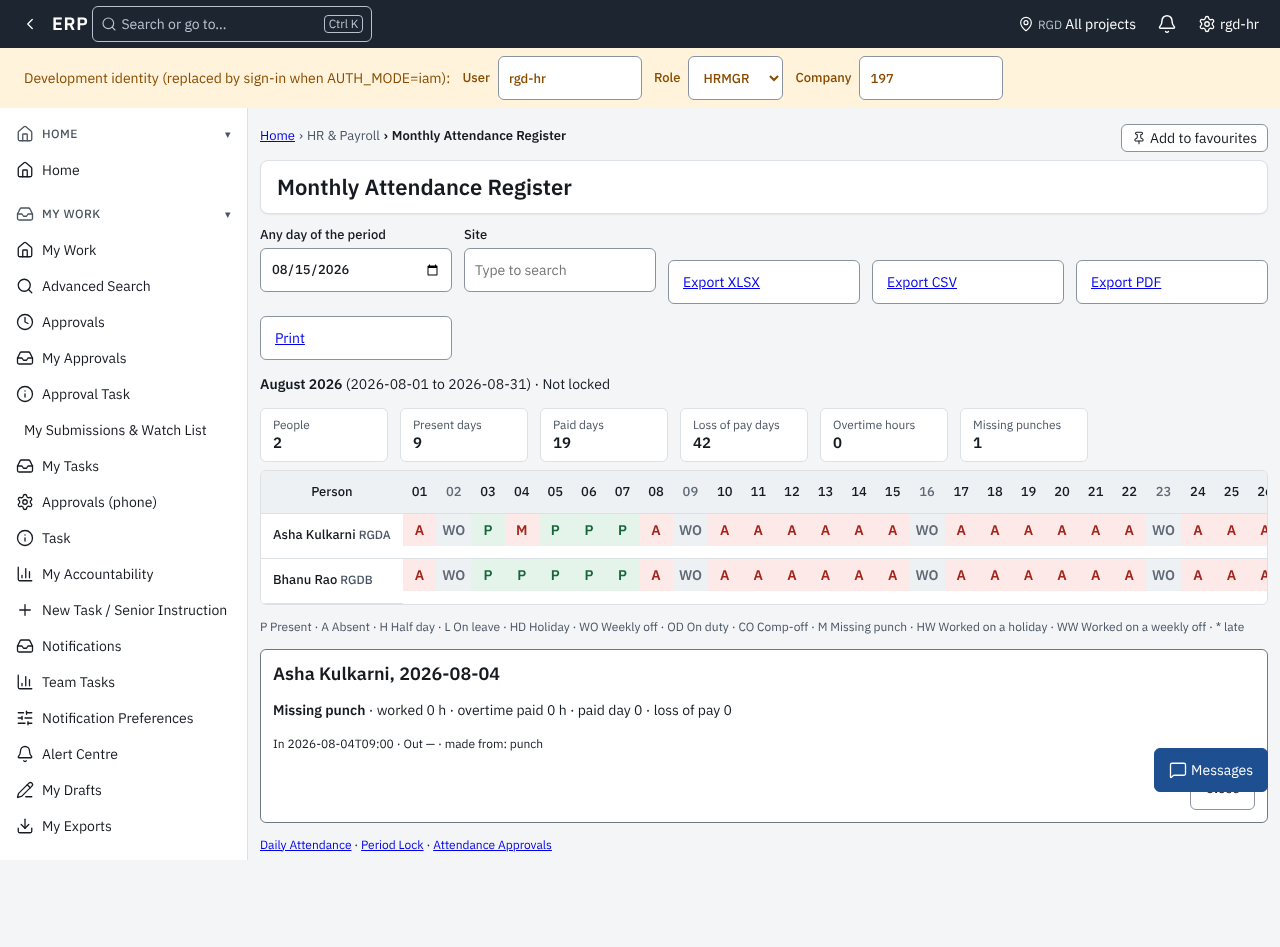 ERP Search or go to... Ctrl K RGD All projects rgd-hr
Development identity (replaced by sign-in when AUTH_MODE=iam): User rgd-hr Role HRMGR Company 197
HOME
Home
MY WORK
My Work
Advanced Search
Approvals
My Approvals
Approval Task
My Submissions & Watch List
My Tasks
Approvals (phone)
Task
My Accountability
New Task / Senior Instruction
Notifications
Team Tasks
Notification Preferences
Alert Centre
My Drafts
My Exports
Home › HR & Payroll › Monthly Attendance Register
Add to favourites
Monthly Attendance Register
Any day of the period Site
08/15/2026 Type to search Export XLSX Export CSV Export PDF
Print
August 2026 (2026-08-01 to 2026-08-31) · Not locked
People Present days Paid days Loss of pay days Overtime hours Missing punches
2 9 19 42 0 1
Person 01 02 03 04 05 06 07 08 09 10 11 12 13 14 15 16 17 18 19 20 21 22 23 24 25
Asha Kulkarni RGDA A WO P M P P P A WO A A A A A A WO A A A A A A WO A A A
Bhanu Rao RGDB A WO P P P P P A WO A A A A A A WO A A A A A A WO A A A
P Present · A Absent · H Half day · L On leave · HD Holiday · WO Weekly off · OD On duty · CO Comp-off · M Missing punch · HW Worked on a holiday · WW Worked on a weekly off · * late
Asha Kulkarni, 2026-08-04
Missing punch · worked 0 h · overtime paid 0 h · paid day 0 · loss of pay 0
In 2026-08-04T09:00 · Out — · made from: punch
Messages
Daily Attendance · Period Lock · Attendance Approvals